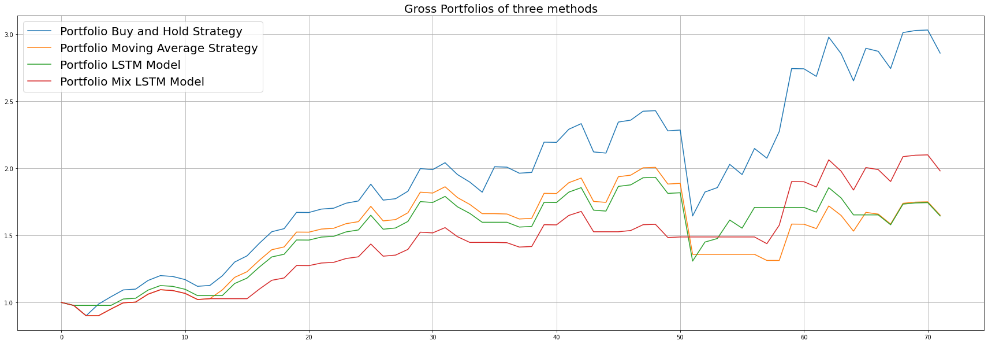 Gross Portfolios of three methods
Portfolio Buy and Hold Strategy
Portfolio Moving Average Strategy
Portfolio LSTM Model
Portfolio Mix LSTM Model
3.0
2.5
2.0
1.5
1.0
0 10 20 30 40 50 60 70